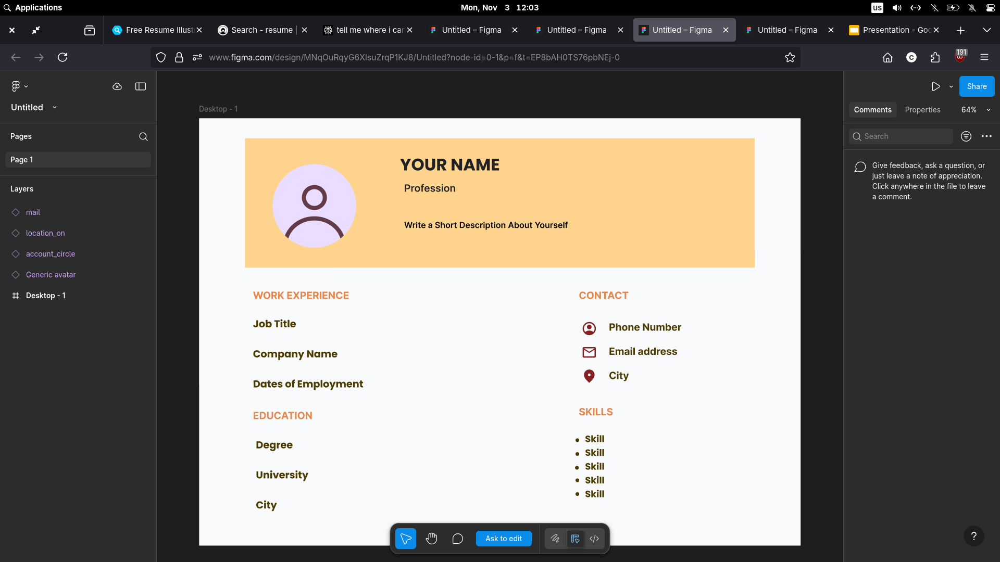 Applications
Mon, Nov 3 12:03
us
Free Resume Illust
Search - resume |
tell me where i can
Untitled – Figma
Untitled – Figma
Untitled – Figma
Untitled – Figma
Presentation - Goo
www.figma.com/design/MNqOuRqyG6XIsuZrqP1KJ8/Untitled?node-id=0-1&p=f&t=EP8bAH0TS76pbNEj-0
191
Untitled
Pages
Page 1
Layers
mail
location_on
account_circle
Generic avatar
Desktop - 1
Desktop - 1
YOUR NAME
Profession
Write a Short Description About Yourself
WORK EXPERIENCE
Job Title
Company Name
Dates of Employment
EDUCATION
Degree
University
City
CONTACT
Phone Number
Email address
City
SKILLS
Skill
Skill
Skill
Skill
Skill
Ask to edit
Share
Comments
Properties
64%
Search
Give feedback, ask a question, or
just leave a note of appreciation.
Click anywhere in the file to leave
a comment.
?